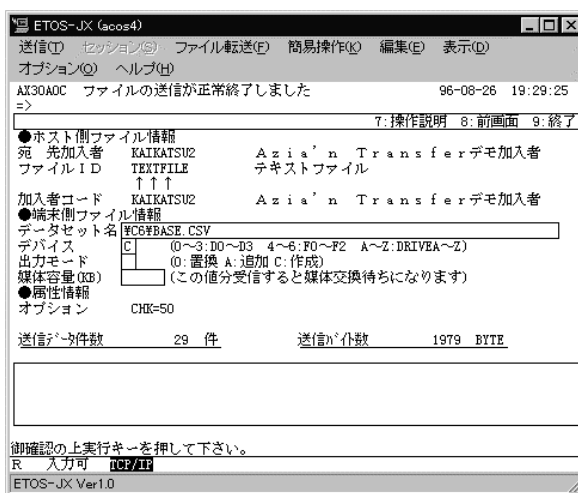 ETOS-JX (acos4)
送信(T) セッション(S) ファイル転送(F) 簡易操作(K) 編集(E) 表示(D)
オプション(O) ヘルプ(H)
AX30A0C ファイルの送信が正常終了しました 96-08-26 19:29:25
=>
7:操作説明 8:前画面 9:終了
●ホスト側ファイル情報
宛 先加入者 KAIKATSU2 Azia'n Transferデモ加入者
ファイルID TEXTFILE テキストファイル
↑↑↑
加入者コード KAIKATSU2 Azia'n Transferデモ加入者
●端末側ファイル情報
データセット名 ¥C6¥BASE.CSV
デバイス C (0～3:D0～D3 4～6:F0～F2 A～Z:DRIVEA～Z)
出力モード (0:置換 A:追加 C:作成)
媒体容量(KB) (この値分受信すると媒体交換待ちになります)
●属性情報
オプション CHK=50
送信ﾃﾞｰﾀ件数 29 件 送信ﾊﾞｲﾄ数 1979 BYTE
御確認の上実行キーを押して下さい。
R 入力可 TCP/IP
ETOS-JX Ver1.0